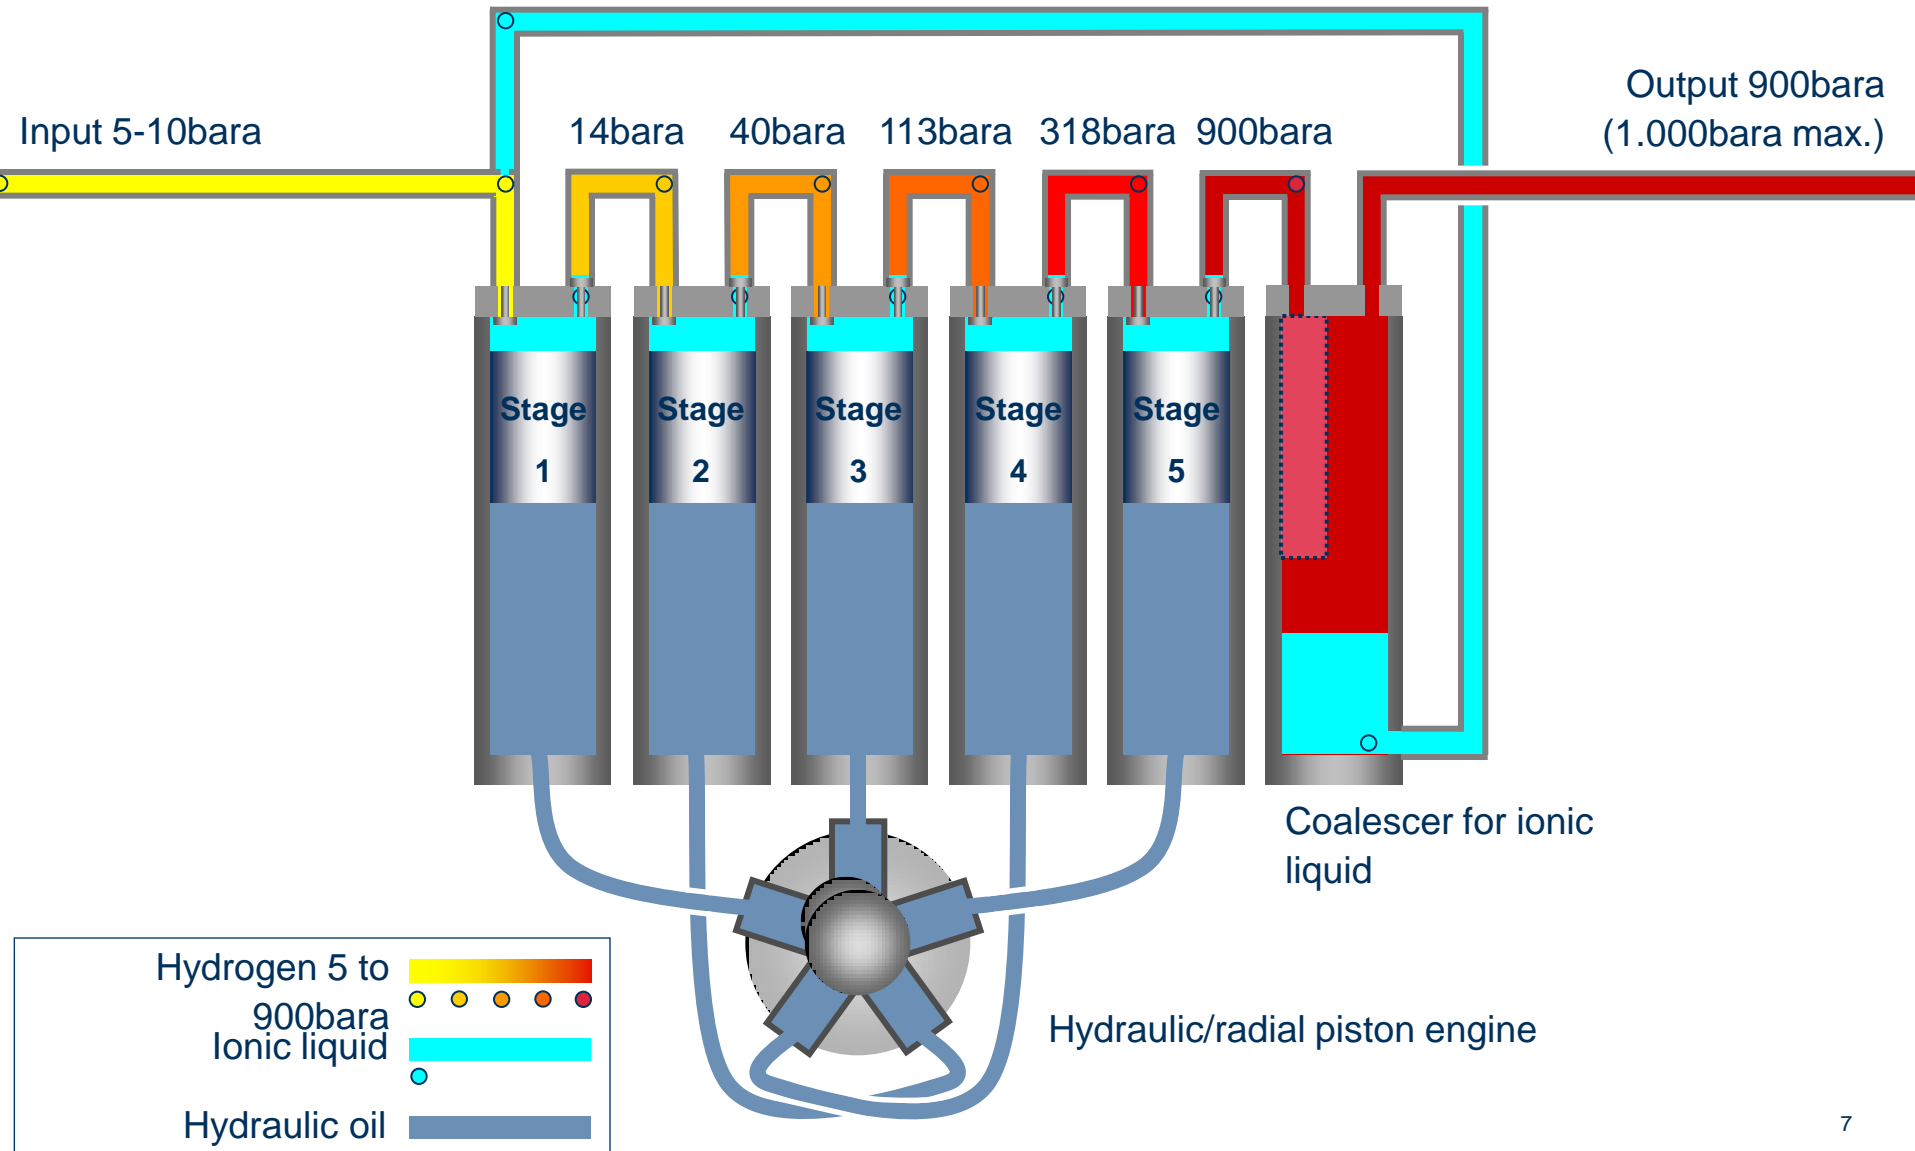 Output 900bara
(1.000bara max.)
Input 5-10bara
14bara
40bara
113bara
318bara
900bara
Stage
1
Stage
2
Stage
3
Stage
4
Stage
5
Coalescer for ionic
liquid
Hydraulic/radial piston engine
Hydrogen 5 to
900bara
Ionic liquid
Hydraulic oil
7